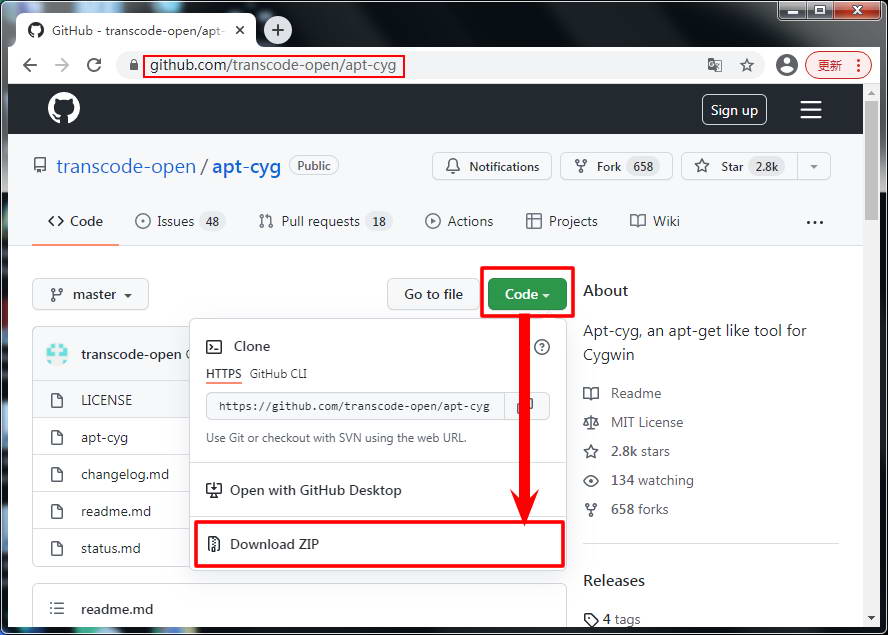 GitHub - transcode-open/apt-
github.com/transcode-open/apt-cyg
更新
Sign up
transcode-open / apt-cyg Public
Notifications Fork 658 Star 2.8k
Code Issues 48 Pull requests 18 Actions Projects Wiki
master Go to file Code
About
Apt-cyg, an apt-get like tool for
Cygwin
Readme
MIT License
2.8k stars
134 watching
658 forks
Releases
4 tags
transcode-open
LICENSE
apt-cyg
changelog.md
readme.md
status.md
Clone
HTTPS GitHub CLI
https://github.com/transcode-open/apt-cyg
Use Git or checkout with SVN using the web URL.
Open with GitHub Desktop
Download ZIP
readme.md